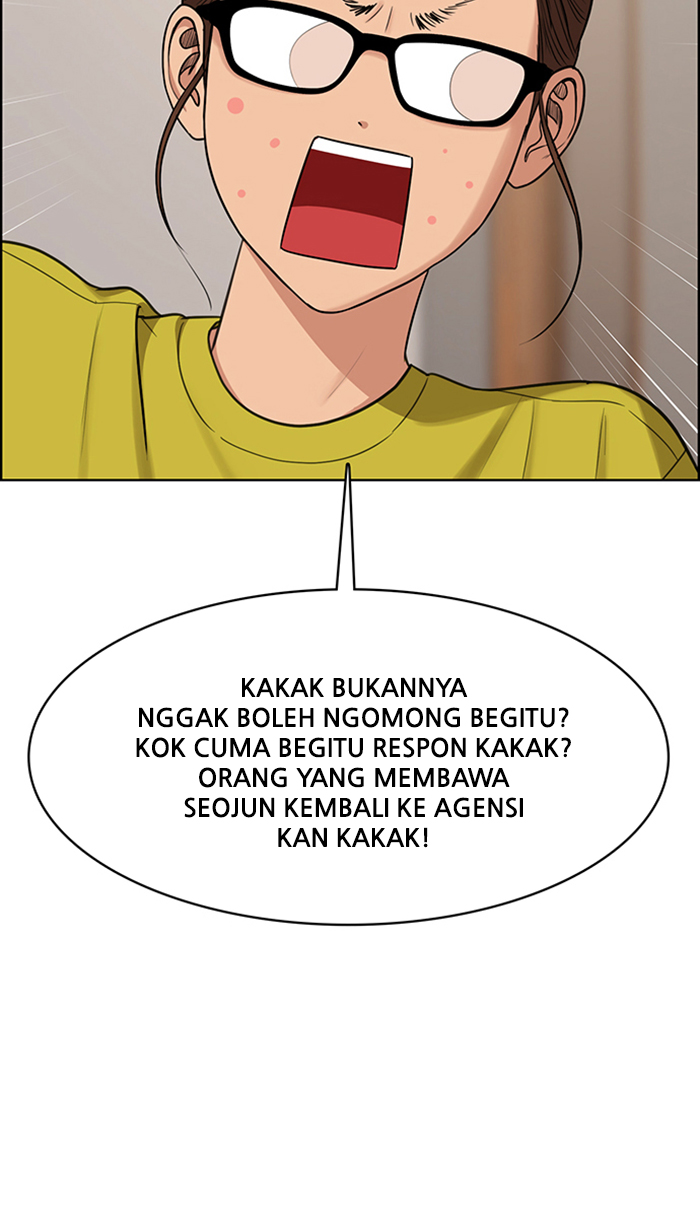 KAKAK BUKANNYA
NGGAK BOLEH NGOMONG BEGITU?
KOK CUMA BEGITU RESPON KAKAK?
ORANG YANG MEMBAWA
SEOJUN KEMBALI KE AGENSI
KAN KAKAK!